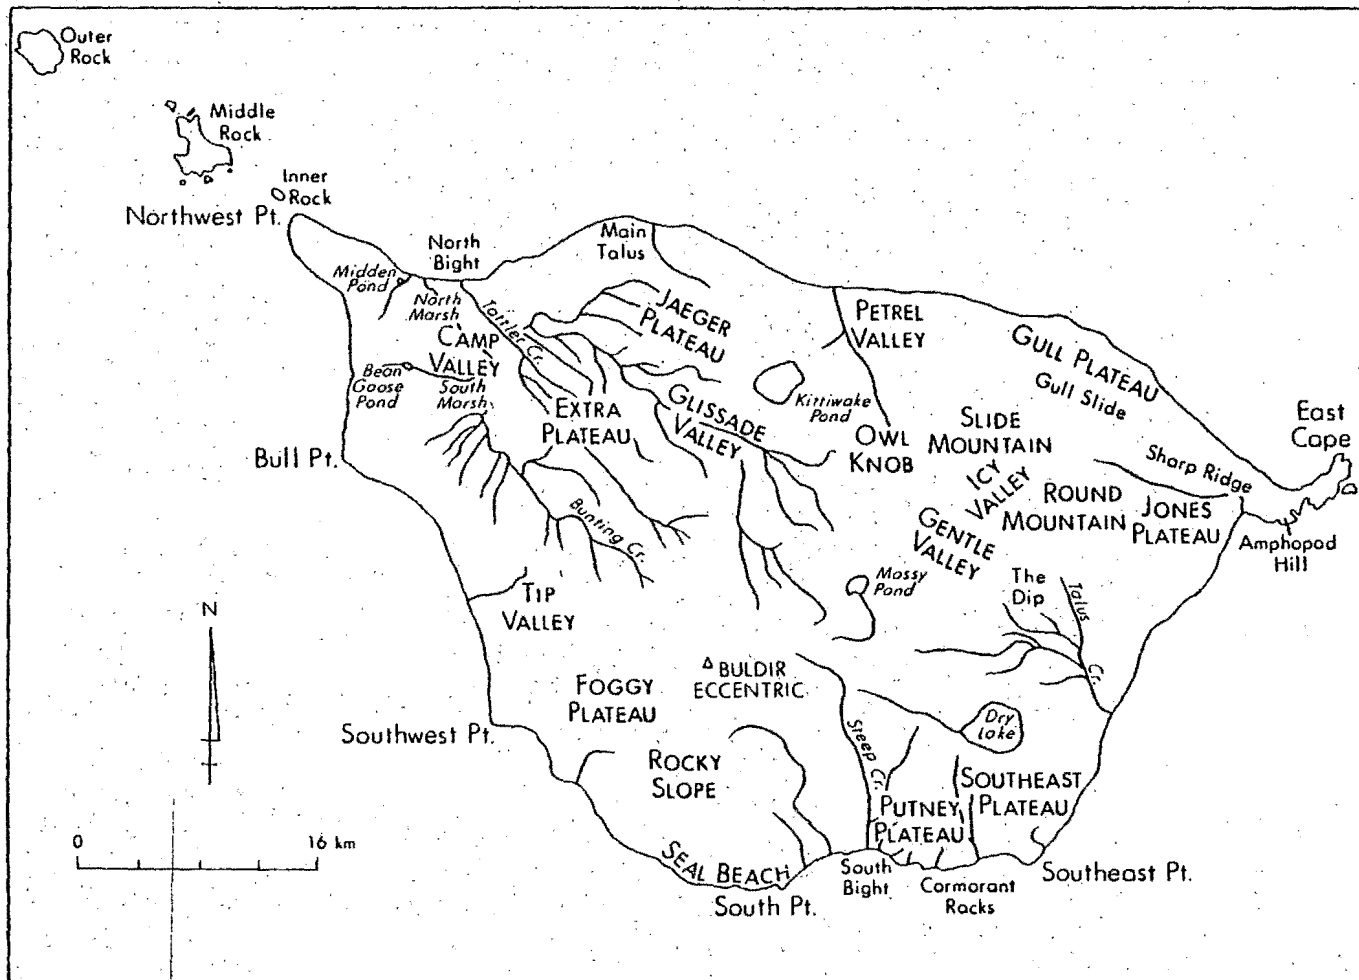 Outer
Rock
Middle
Rock
Inner
Rock
Northwest Pt.
North
Bight
Main
Talus
Midden
Pond
North
Marsh
Tattler Cr.
JAEGER
PLATEAU
PETREL
VALLEY
GULL PLATEAU
Gull Slide
CAMP
VALLEY
Bean
Goose
Pond
South
Marsh
Kittiwake
Pond
EXTRA
PLATEAU
GLISSADE
VALLEY
OWL
KNOB
SLIDE
MOUNTAIN
East
Cape
Bull Pt.
Sharp Ridge
ICY
VALLEY
ROUND
MOUNTAIN
JONES
PLATEAU
Bunting Cr.
GENTLE
VALLEY
Amphopod
Hill
Mossy
Pond
The
Dip
Talus
Cr.
TIP
VALLEY
N
BULDIR
ECCENTRIC
FOGGY
PLATEAU
Southwest Pt.
Steep Cr.
Dry
Lake
ROCKY
SLOPE
SOUTHEAST
PLATEAU
PUTNEY
PLATEAU
0 16 km
SEAL BEACH
South
Bight
Southeast Pt.
Cormorant
Rocks
South Pt.